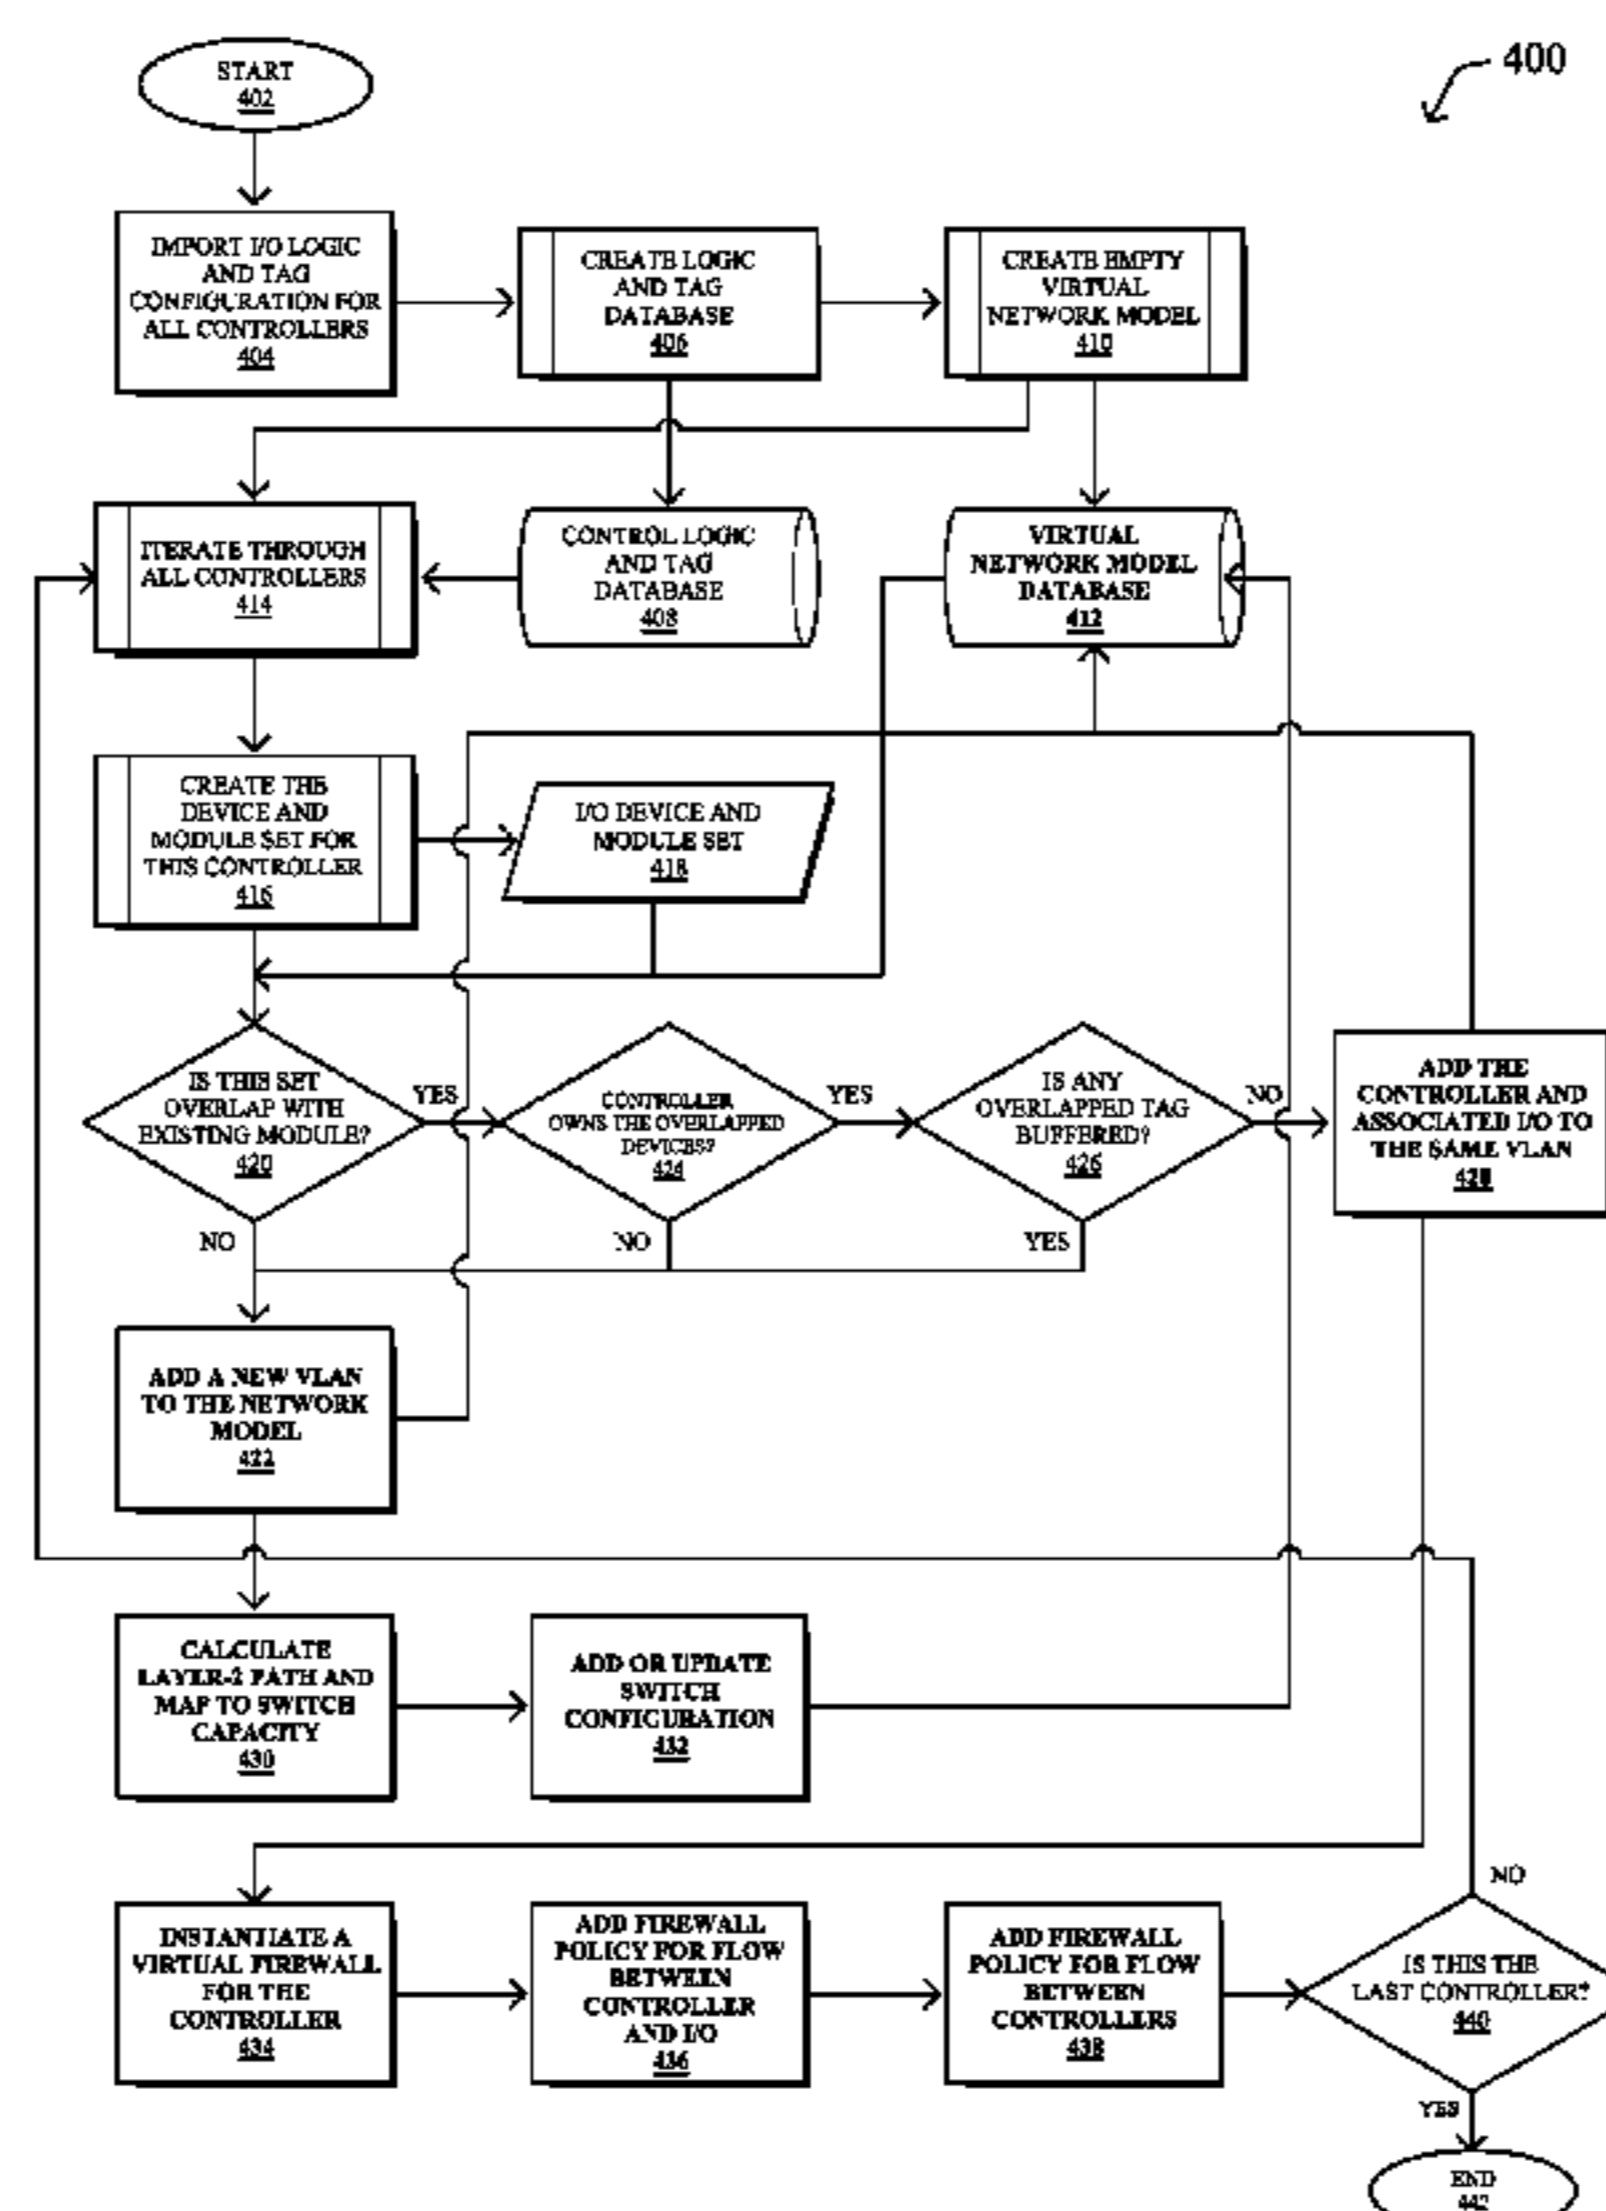 400
START
402
IMPORT I/O LOGIC
AND TAG
CONFIGURATION FOR
ALL CONTROLLERS
404
CREATE LOGIC
AND TAG
DATABASE
406
CREATE EMPTY
VIRTUAL
NETWORK MODEL
410
ITERATE THROUGH
ALL CONTROLLERS
414
CONTROL LOGIC
AND TAG
DATABASE
408
VIRTUAL
NETWORK MODEL
DATABASE
412
CREATE THE
DEVICE AND
MODULE SET FOR
THIS CONTROLLER
416
I/O DEVICE AND
MODULE SET
418
IS THIS SET
OVERLAP WITH
EXISTING MODULE?
420
YES
NO
CONTROLLER
OWNS THE OVERLAPPED
DEVICES?
424
YES
NO
IS ANY
OVERLAPPED TAG
BUFFERED?
426
NO
YES
ADD THE
CONTROLLER AND
ASSOCIATED I/O TO
THE SAME VLAN
428
ADD A NEW VLAN
TO THE NETWORK
MODEL
422
CALCULATE
LAYER-2 PATH AND
MAP TO SWITCH
CAPACITY
430
ADD OR UPDATE
SWITCH
CONFIGURATION
432
INSTANTIATE A
VIRTUAL FIREWALL
FOR THE
CONTROLLER
434
ADD FIREWALL
POLICY FOR FLOW
BETWEEN
CONTROLLER
AND I/O
436
ADD FIREWALL
POLICY FOR FLOW
BETWEEN
CONTROLLERS
438
NO
IS THIS THE
LAST CONTROLLER?
440
YES
END
442